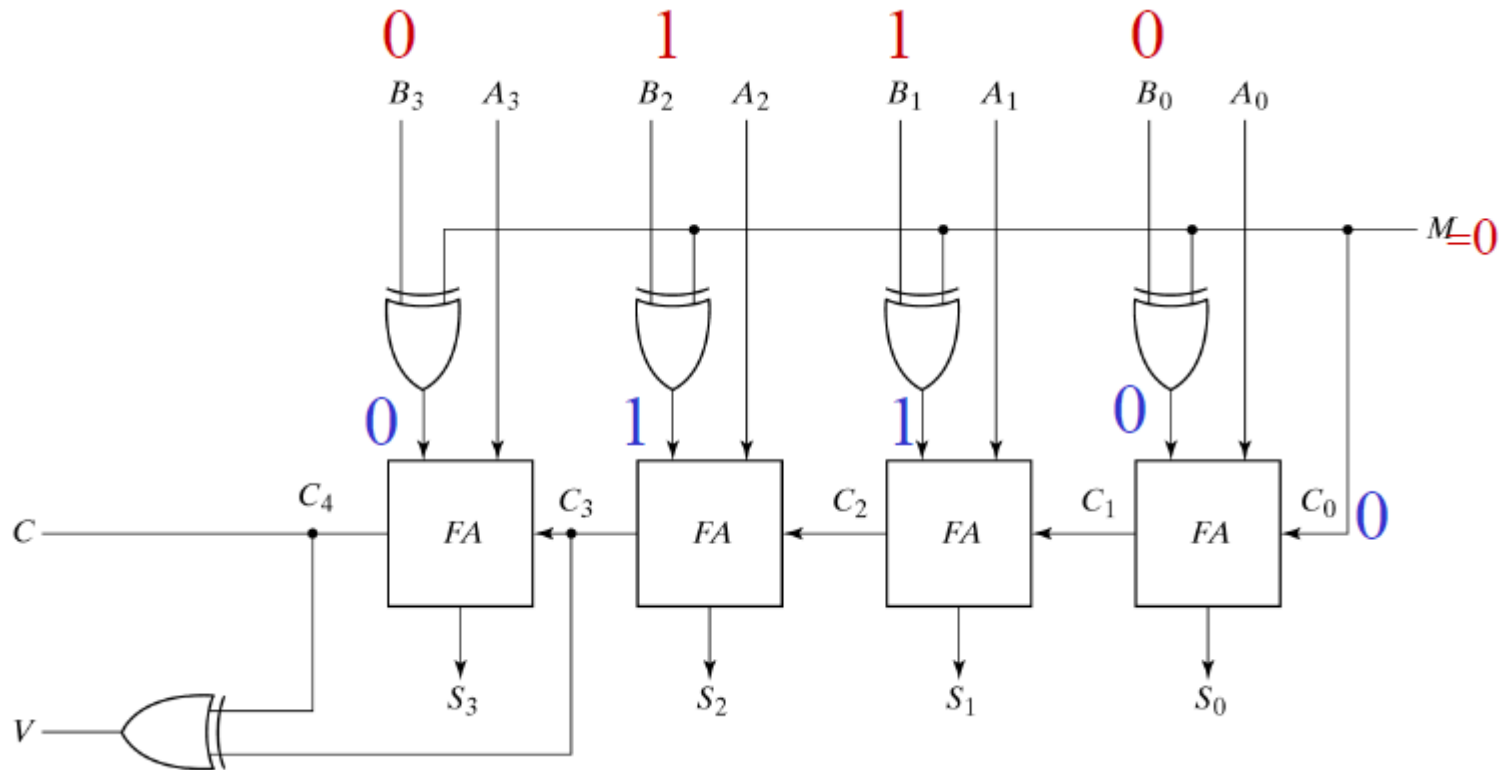 0 1 1 0
B₃ A₃ B₂ A₂ B₁ A₁ B₀ A₀
M=0
0 1 1 0
C₄ C₃ C₂ C₁ C₀ 0
C FA FA FA FA
S₃ S₂ S₁ S₀
V